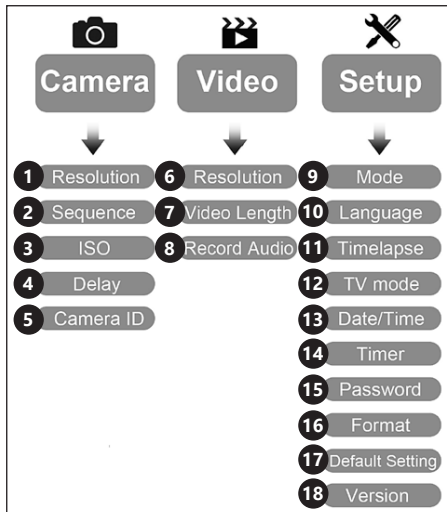 Camera
1 Resolution
2 Sequence
3 ISO
4 Delay
5 Camera ID
Video
6 Resolution
7 Video Length
8 Record Audio
Setup
9 Mode
10 Language
11 Timelapse
12 TV mode
13 Date/Time
14 Timer
15 Password
16 Format
17 Default Setting
18 Version